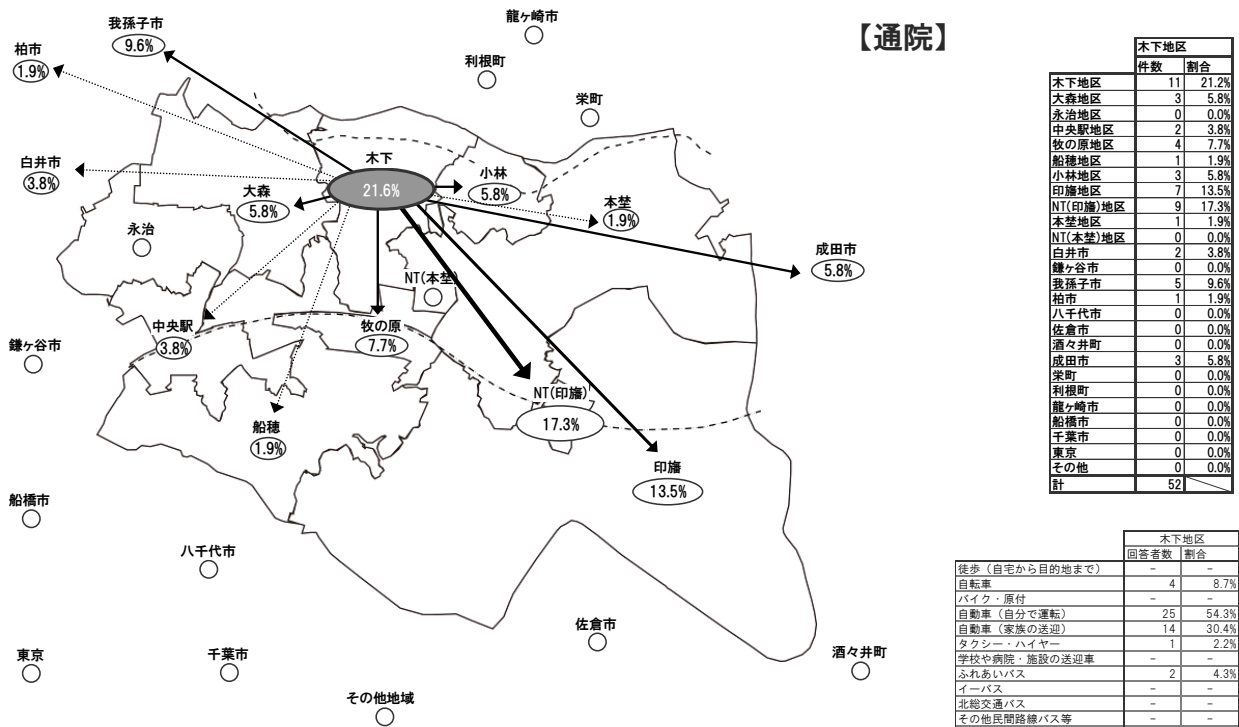 【通院】
龍ヶ崎市
我孫子市
9.6%
柏市
1.9%
利根町
栄町
白井市
3.8%
木下
21.6%
小林
5.8%
大森
5.8%
本埜
1.9%
永治
成田市
5.8%
NT(本埜)
中央駅
3.8%
牧の原
7.7%
鎌ヶ谷市
NT(印旛)
17.3%
船穂
1.9%
印旛
13.5%
船橋市
八千代市
佐倉市
東京
千葉市
酒々井町
その他地域
木下地区
件数 割合
木下地区 11 21.2%
大森地区 3 5.8%
永治地区 0 0.0%
中央駅地区 2 3.8%
牧の原地区 4 7.7%
船穂地区 1 1.9%
小林地区 3 5.8%
印旛地区 7 13.5%
NT(印旛)地区 9 17.3%
本埜地区 1 1.9%
NT(本埜)地区 0 0.0%
白井市 2 3.8%
鎌ヶ谷市 0 0.0%
我孫子市 5 9.6%
柏市 1 1.9%
八千代市 0 0.0%
佐倉市 0 0.0%
酒々井町 0 0.0%
成田市 3 5.8%
栄町 0 0.0%
利根町 0 0.0%
龍ヶ崎市 0 0.0%
船橋市 0 0.0%
千葉市 0 0.0%
東京 0 0.0%
その他 0 0.0%
計 52
木下地区
回答者数 割合
徒歩（自宅から目的地まで） - -
自転車 4 8.7%
バイク・原付 - -
自動車（自分で運転） 25 54.3%
自動車（家族の送迎） 14 30.4%
タクシー・ハイヤー 1 2.2%
学校や病院・施設の送迎車 - -
ふれあいバス 2 4.3%
イーバス - -
北総交通バス - -
その他民間路線バス等 - -